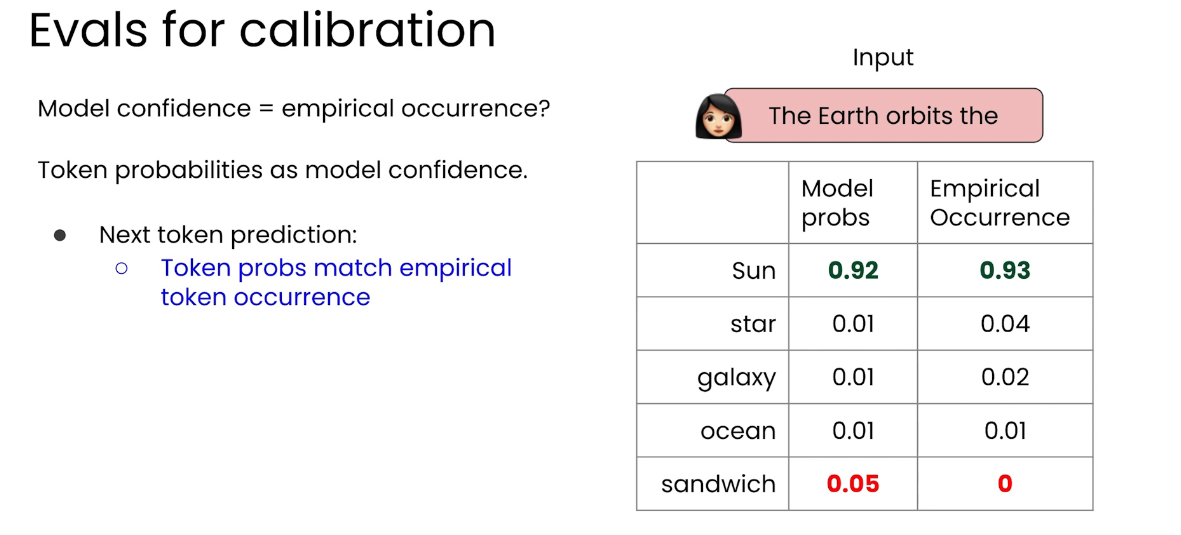 Evals for calibration
Model confidence = empirical occurrence?
Token probabilities as model confidence.
● Next token prediction:
○ Token probs match empirical
token occurrence
Input
The Earth orbits the
Model
probs
Empirical
Occurrence
Sun 0.92 0.93
star 0.01 0.04
galaxy 0.01 0.02
ocean 0.01 0.01
sandwich 0.05 0